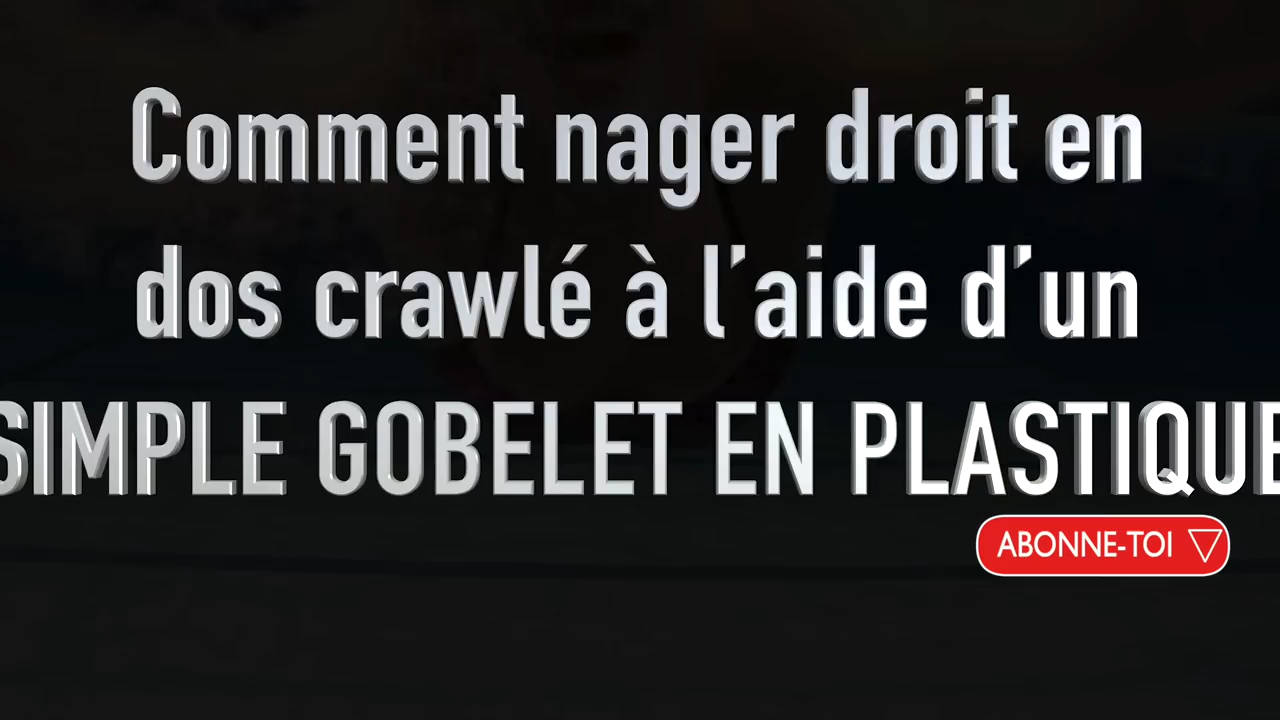 Comment nager droit en
dos crawlé à l’aide d’un
SIMPLE GOBELET EN PLASTIQUE
ABONNE-TOI